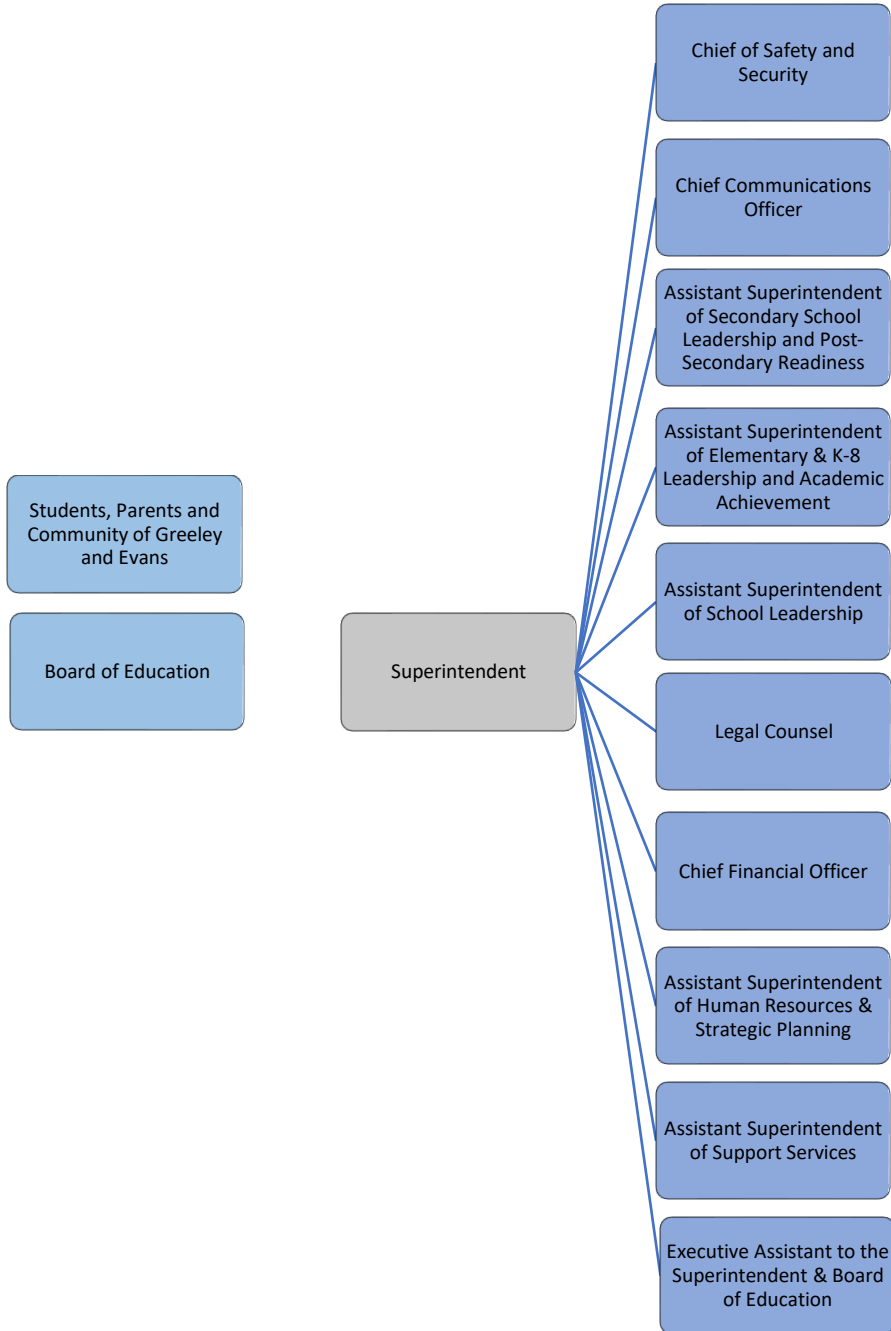 Chief of Safety and
Security
Chief Communications
Officer
Assistant Superintendent
of Secondary School
Leadership and Post-
Secondary Readiness
Assistant Superintendent
of Elementary & K-8
Leadership and Academic
Achievement
Students, Parents and
Community of Greeley
and Evans
Assistant Superintendent
of School Leadership
Board of Education
Superintendent
Legal Counsel
Chief Financial Officer
Assistant Superintendent
of Human Resources &
Strategic Planning
Assistant Superintendent
of Support Services
Executive Assistant to the
Superintendent & Board
of Education